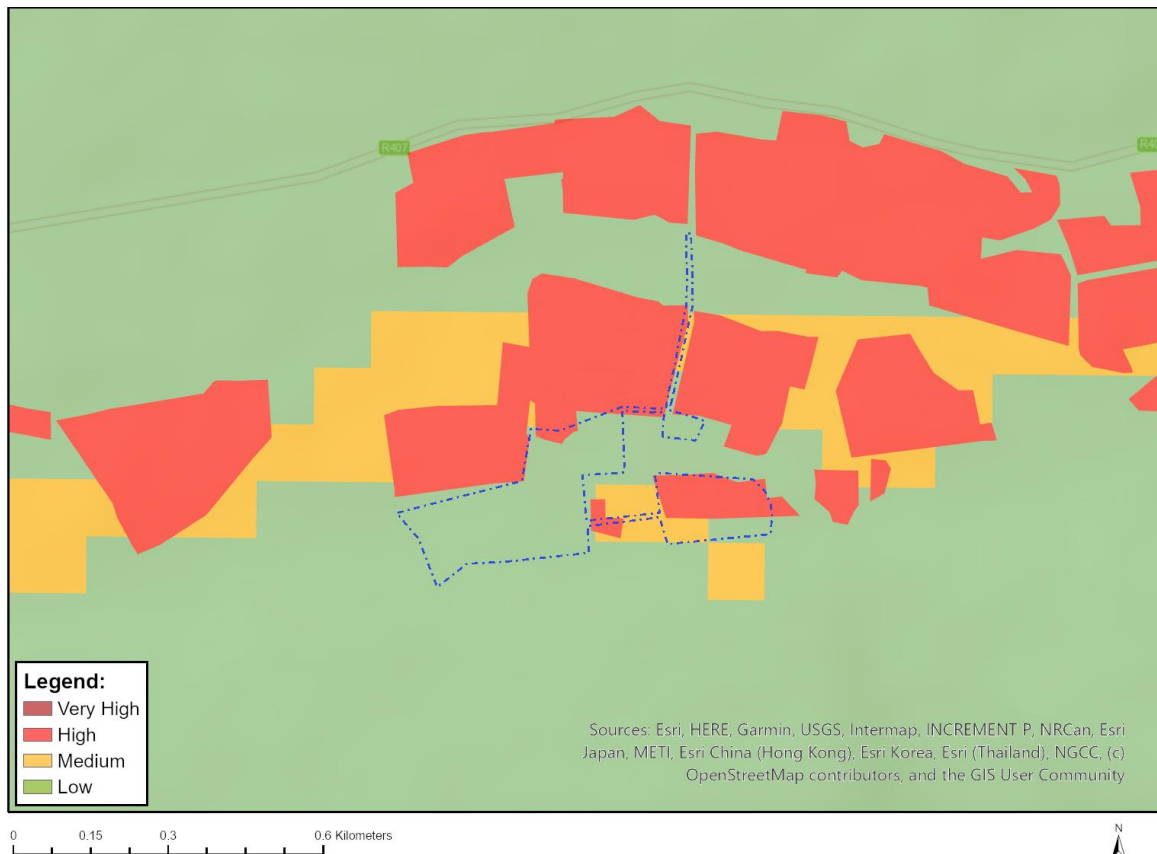 R407
R40
Legend:
Very High
High
Medium
Low
Sources: Esri, HERE, Garmin, USGS, Intermap, INCREMENT P, NRCan, Esri
Japan, METI, Esri China (Hong Kong), Esri Korea, Esri (Thailand), NGCC, (c)
OpenStreetMap contributors, and the GIS User Community
0 0.15 0.3 0.6 Kilometers
N